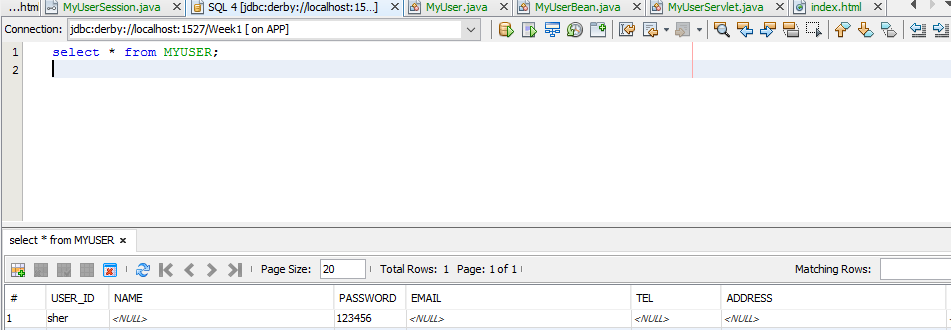 ...html MyUserSession.java SQL 4 [jdbc:derby://localhost:15...] MyUser.java MyUserBean.java MyUserServlet.java index.html
Connection: jdbc:derby://localhost:1527/Week1 [ on APP]
1 select * from MYUSER;
2
select * from MYUSER
Page Size: 20 Total Rows: 1 Page: 1 of 1 Matching Rows:
# USER_ID NAME PASSWORD EMAIL TEL ADDRESS
1 sher <NULL> 123456 <NULL> <NULL> <NULL>